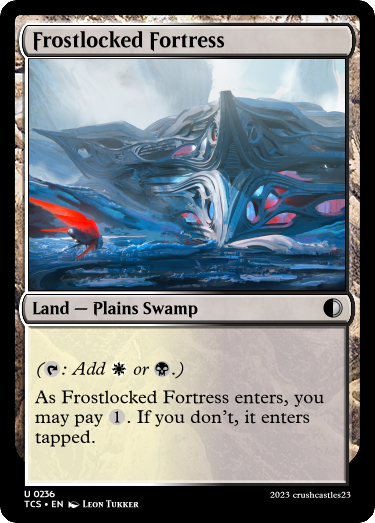 Frostlocked Fortress
Land — Plains Swamp
(: Add or .)
As Frostlocked Fortress enters, you
may pay 1. If you don't, it enters
tapped.
U 0236
TCS • EN Leon Tukker
2023 crushcastles23